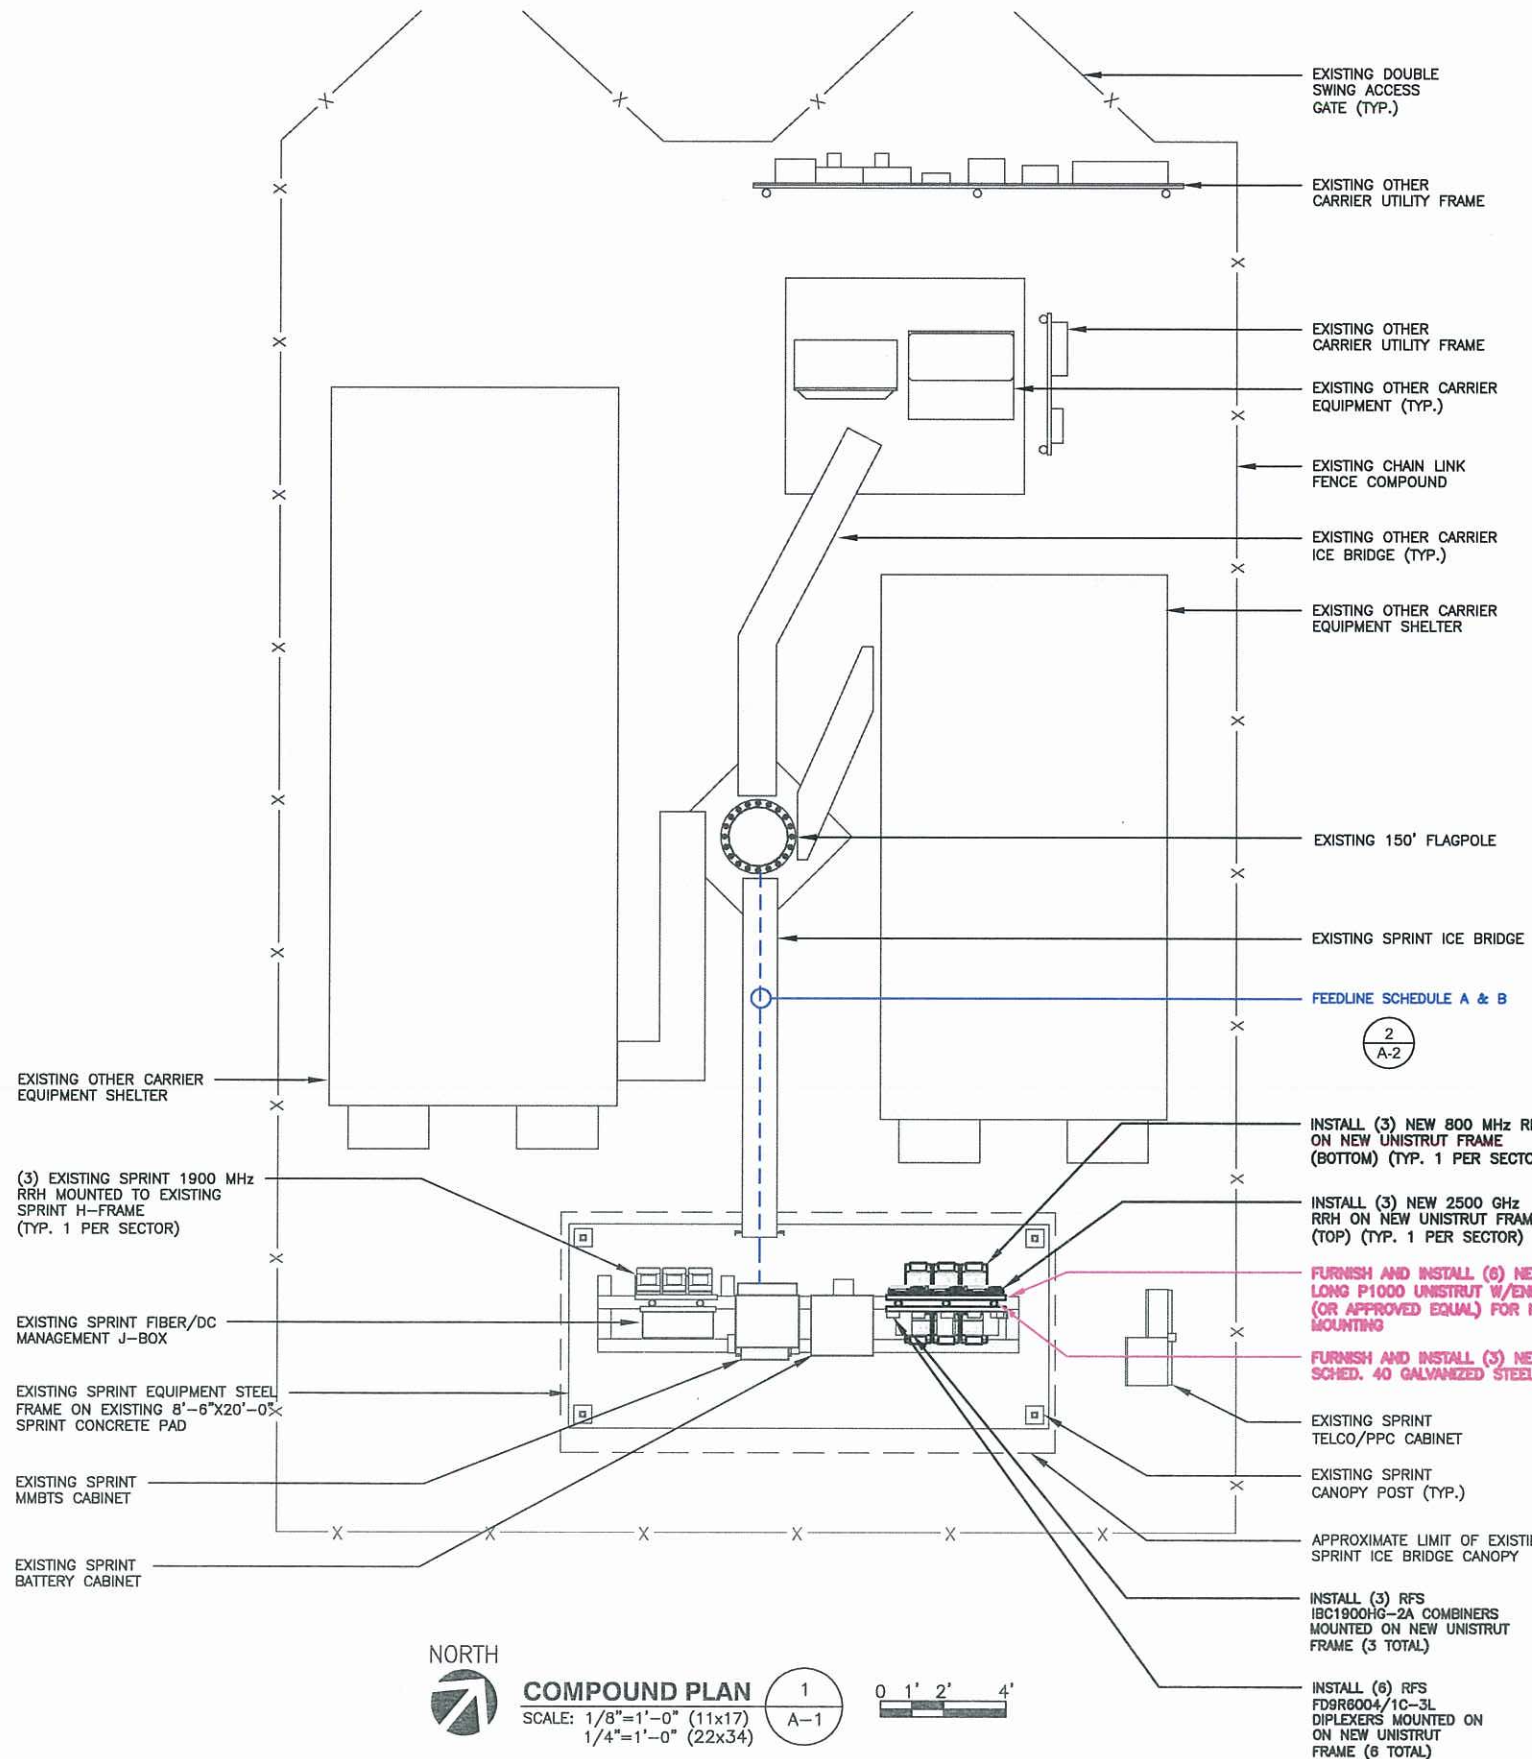 EXISTING DOUBLE
SWING ACCESS
GATE (TYP.)
EXISTING OTHER
CARRIER UTILITY FRAME
EXISTING OTHER
CARRIER UTILITY FRAME
EXISTING OTHER CARRIER
EQUIPMENT (TYP.)
EXISTING CHAIN LINK
FENCE COMPOUND
EXISTING OTHER CARRIER
ICE BRIDGE (TYP.)
EXISTING OTHER CARRIER
EQUIPMENT SHELTER
EXISTING 150' FLAGPOLE
EXISTING SPRINT ICE BRIDGE
FEEDLINE SCHEDULE A & B
2
A-2
INSTALL (3) NEW 800 MHz
ON NEW UNISTRUT FRAME
(BOTTOM) (TYP. 1 PER
INSTALL (3) NEW 2500 GHz
RRH ON NEW UNISTRUT
(TOP) (TYP. 1 PER SECTOR)
FURNISH AND INSTALL (6)
LONG P1000 UNISTRUT
(OR APPROVED EQUAL) FOR
MOUNTING
FURNISH AND INSTALL (3)
SCHED. 40 GALVANIZED STEEL
EXISTING SPRINT
TELCO/PPC CABINET
EXISTING SPRINT
CANOPY POST (TYP.)
APPROXIMATE LIMIT OF
SPRINT ICE BRIDGE CANOPY
INSTALL (3) RFS
IBC1900HG-2A COMBINERS
MOUNTED ON NEW UNISTRUT
FRAME (3 TOTAL)
INSTALL (6) RFS
FD9R6004/1C-3L
DIPLEXERS MOUNTED ON
ON NEW UNISTRUT
FRAME (6 TOTAL)
EXISTING OTHER CARRIER
EQUIPMENT SHELTER
(3) EXISTING SPRINT 1900 MHz
RRH MOUNTED TO EXISTING
SPRINT H-FRAME
(TYP. 1 PER SECTOR)
EXISTING SPRINT FIBER/DC
MANAGEMENT J-BOX
EXISTING SPRINT EQUIPMENT STEEL
FRAME ON EXISTING 8'-6"X20'-0"
SPRINT CONCRETE PAD
EXISTING SPRINT
MMBTS CABINET
EXISTING SPRINT
BATTERY CABINET
NORTH
COMPOUND PLAN
SCALE: 1/8"=1'-0" (11x17)
1/4"=1'-0" (22x34)
1
A-1
0 1' 2' 4'